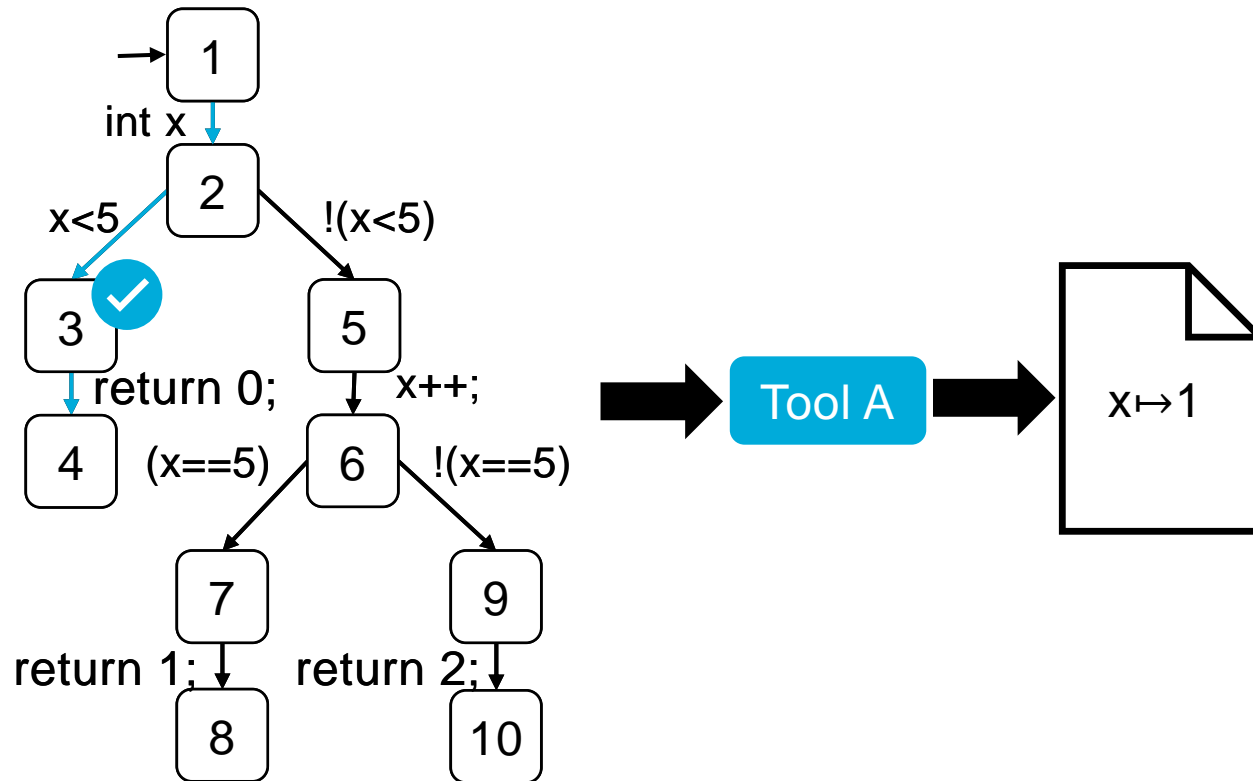 1
int x
2
x<5
!(x<5)
3
5
return 0;
x++;
4
(x==5)
6
!(x==5)
7
9
return 1;
return 2;
8
10
Tool A
x↦1